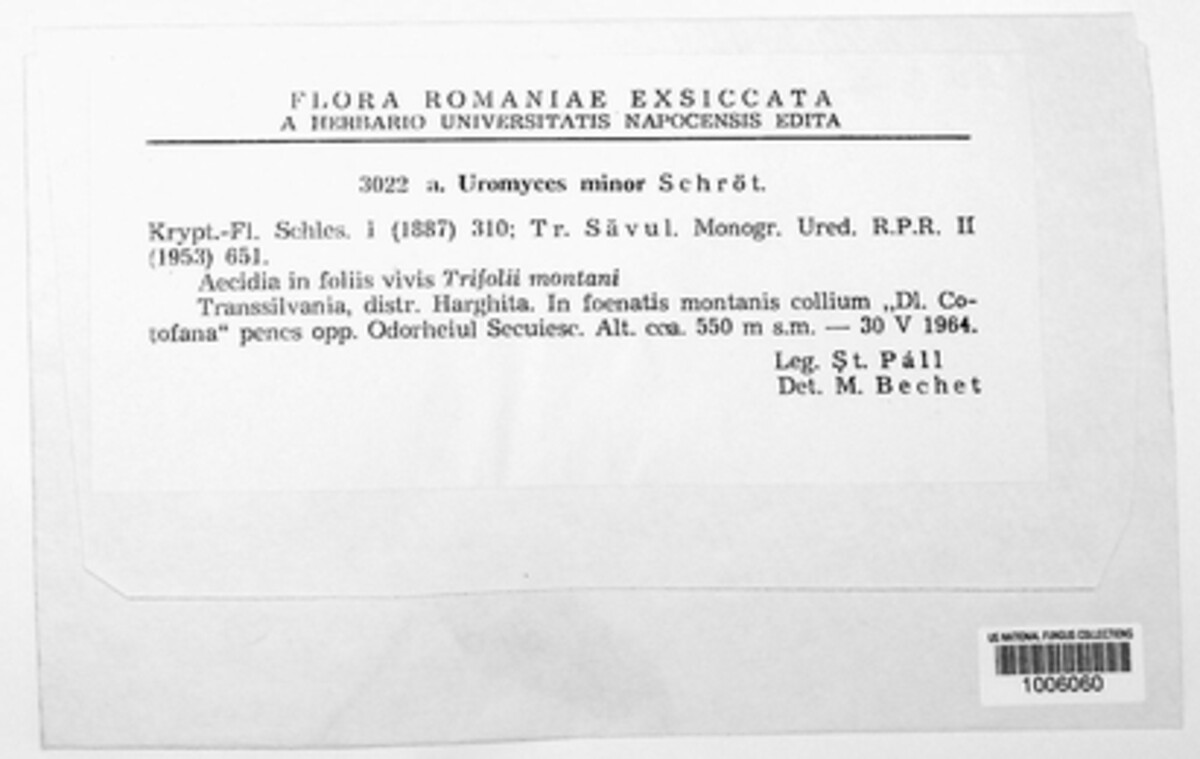 FLORA ROMANIAE EXSICCATA
A HERBARIO UNIVERSITATIS NAPOCENSIS EDITA
3022 a. Uromyces minor Schröt.
Krypt.-Fl. Schles. i (1887) 310; Tr. Săvul. Monogr. Ured. R.P.R. II
(1953) 651.
Aecidia in foliis vivis Trifolii montani
Transsilvania, distr. Harghita. In foenatis montanis collium „Dl. Co-
tofana“ penes opp. Odorheiul Secuiesc. Alt. cca. 550 m s.m. — 30 V 1964.
Leg. Șt. Páll
Det. M. Bechet
US NATIONAL FUNGUS COLLECTIONS
1006060